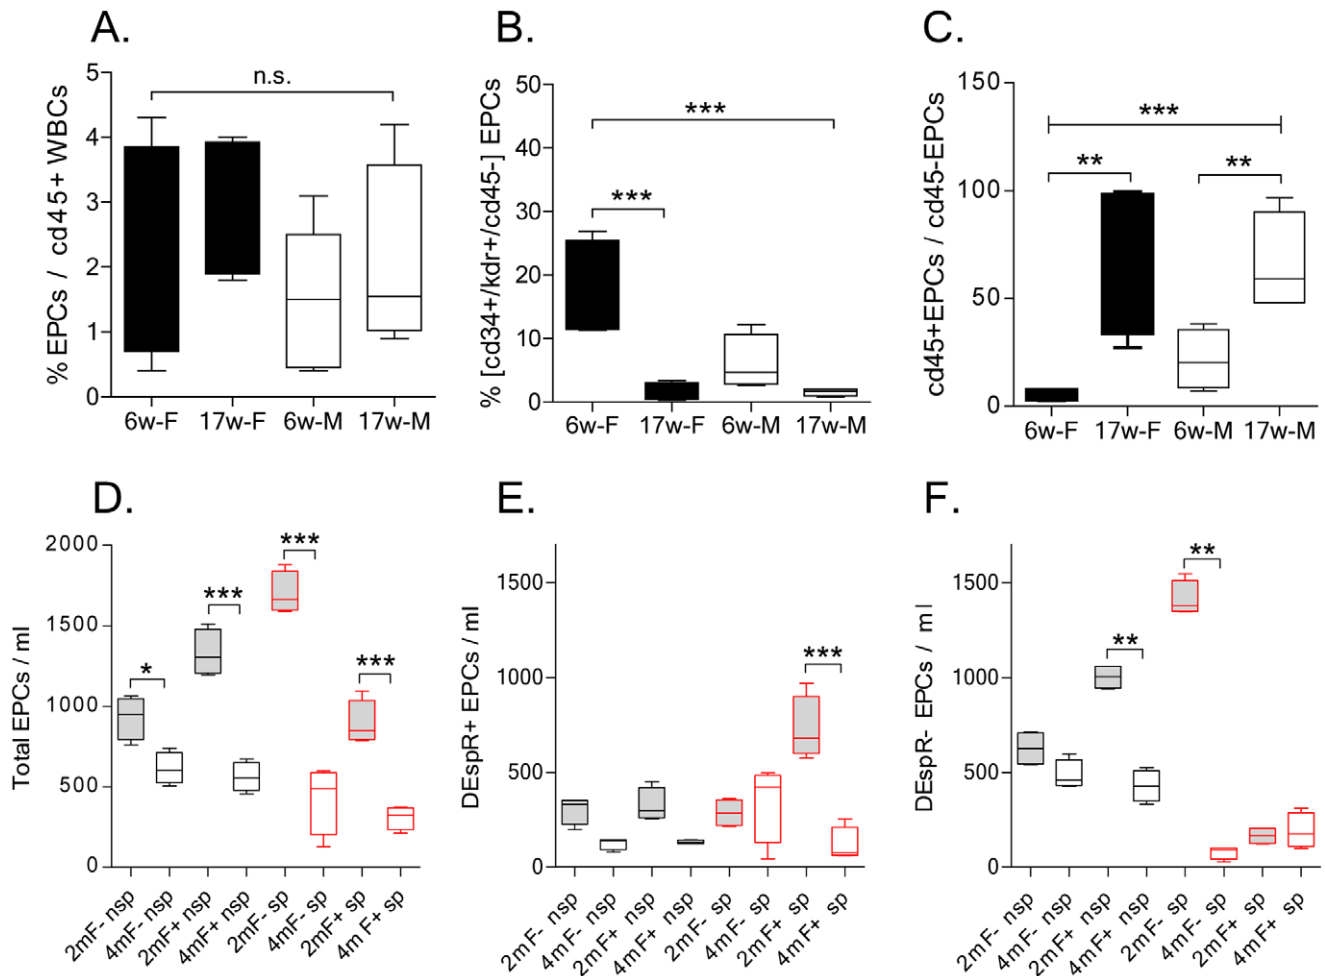 A.
% EPCs / cd45+ WBCs
5
4
3
2
1
0
n.s.
6w-F 17w-F 6w-M 17w-M
B.
% [cd34+/kdr+/cd45-] EPCs
50
40
30
20
10
0
***
***
6w-F 17w-F 6w-M 17w-M
C.
cd45+EPCs / cd45-EPCs
150
100
50
0
***
** **
6w-F 17w-F 6w-M 17w-M
D.
Total EPCs / ml
2000
1500
1000
500
0
*
***
***
***
2mF- nsp
4mF- nsp
2mF+ nsp
4mF+ nsp
2mF- sp
4mF- sp
2mF+ sp
4mF+ sp
E.
DEspR+ EPCs / ml
1500
1000
500
0
***
2mF- nsp
4mF- nsp
2mF+ nsp
4mF+ nsp
2mF- sp
4mF- sp
2mF+ sp
4mF+ sp
F.
DEspR- EPCs / ml
1500
1000
500
0
**
**
2mF- nsp
4mF- nsp
2mF+ nsp
4mF+ nsp
2mF- sp
4mF- sp
2mF+ sp
4mF+ sp